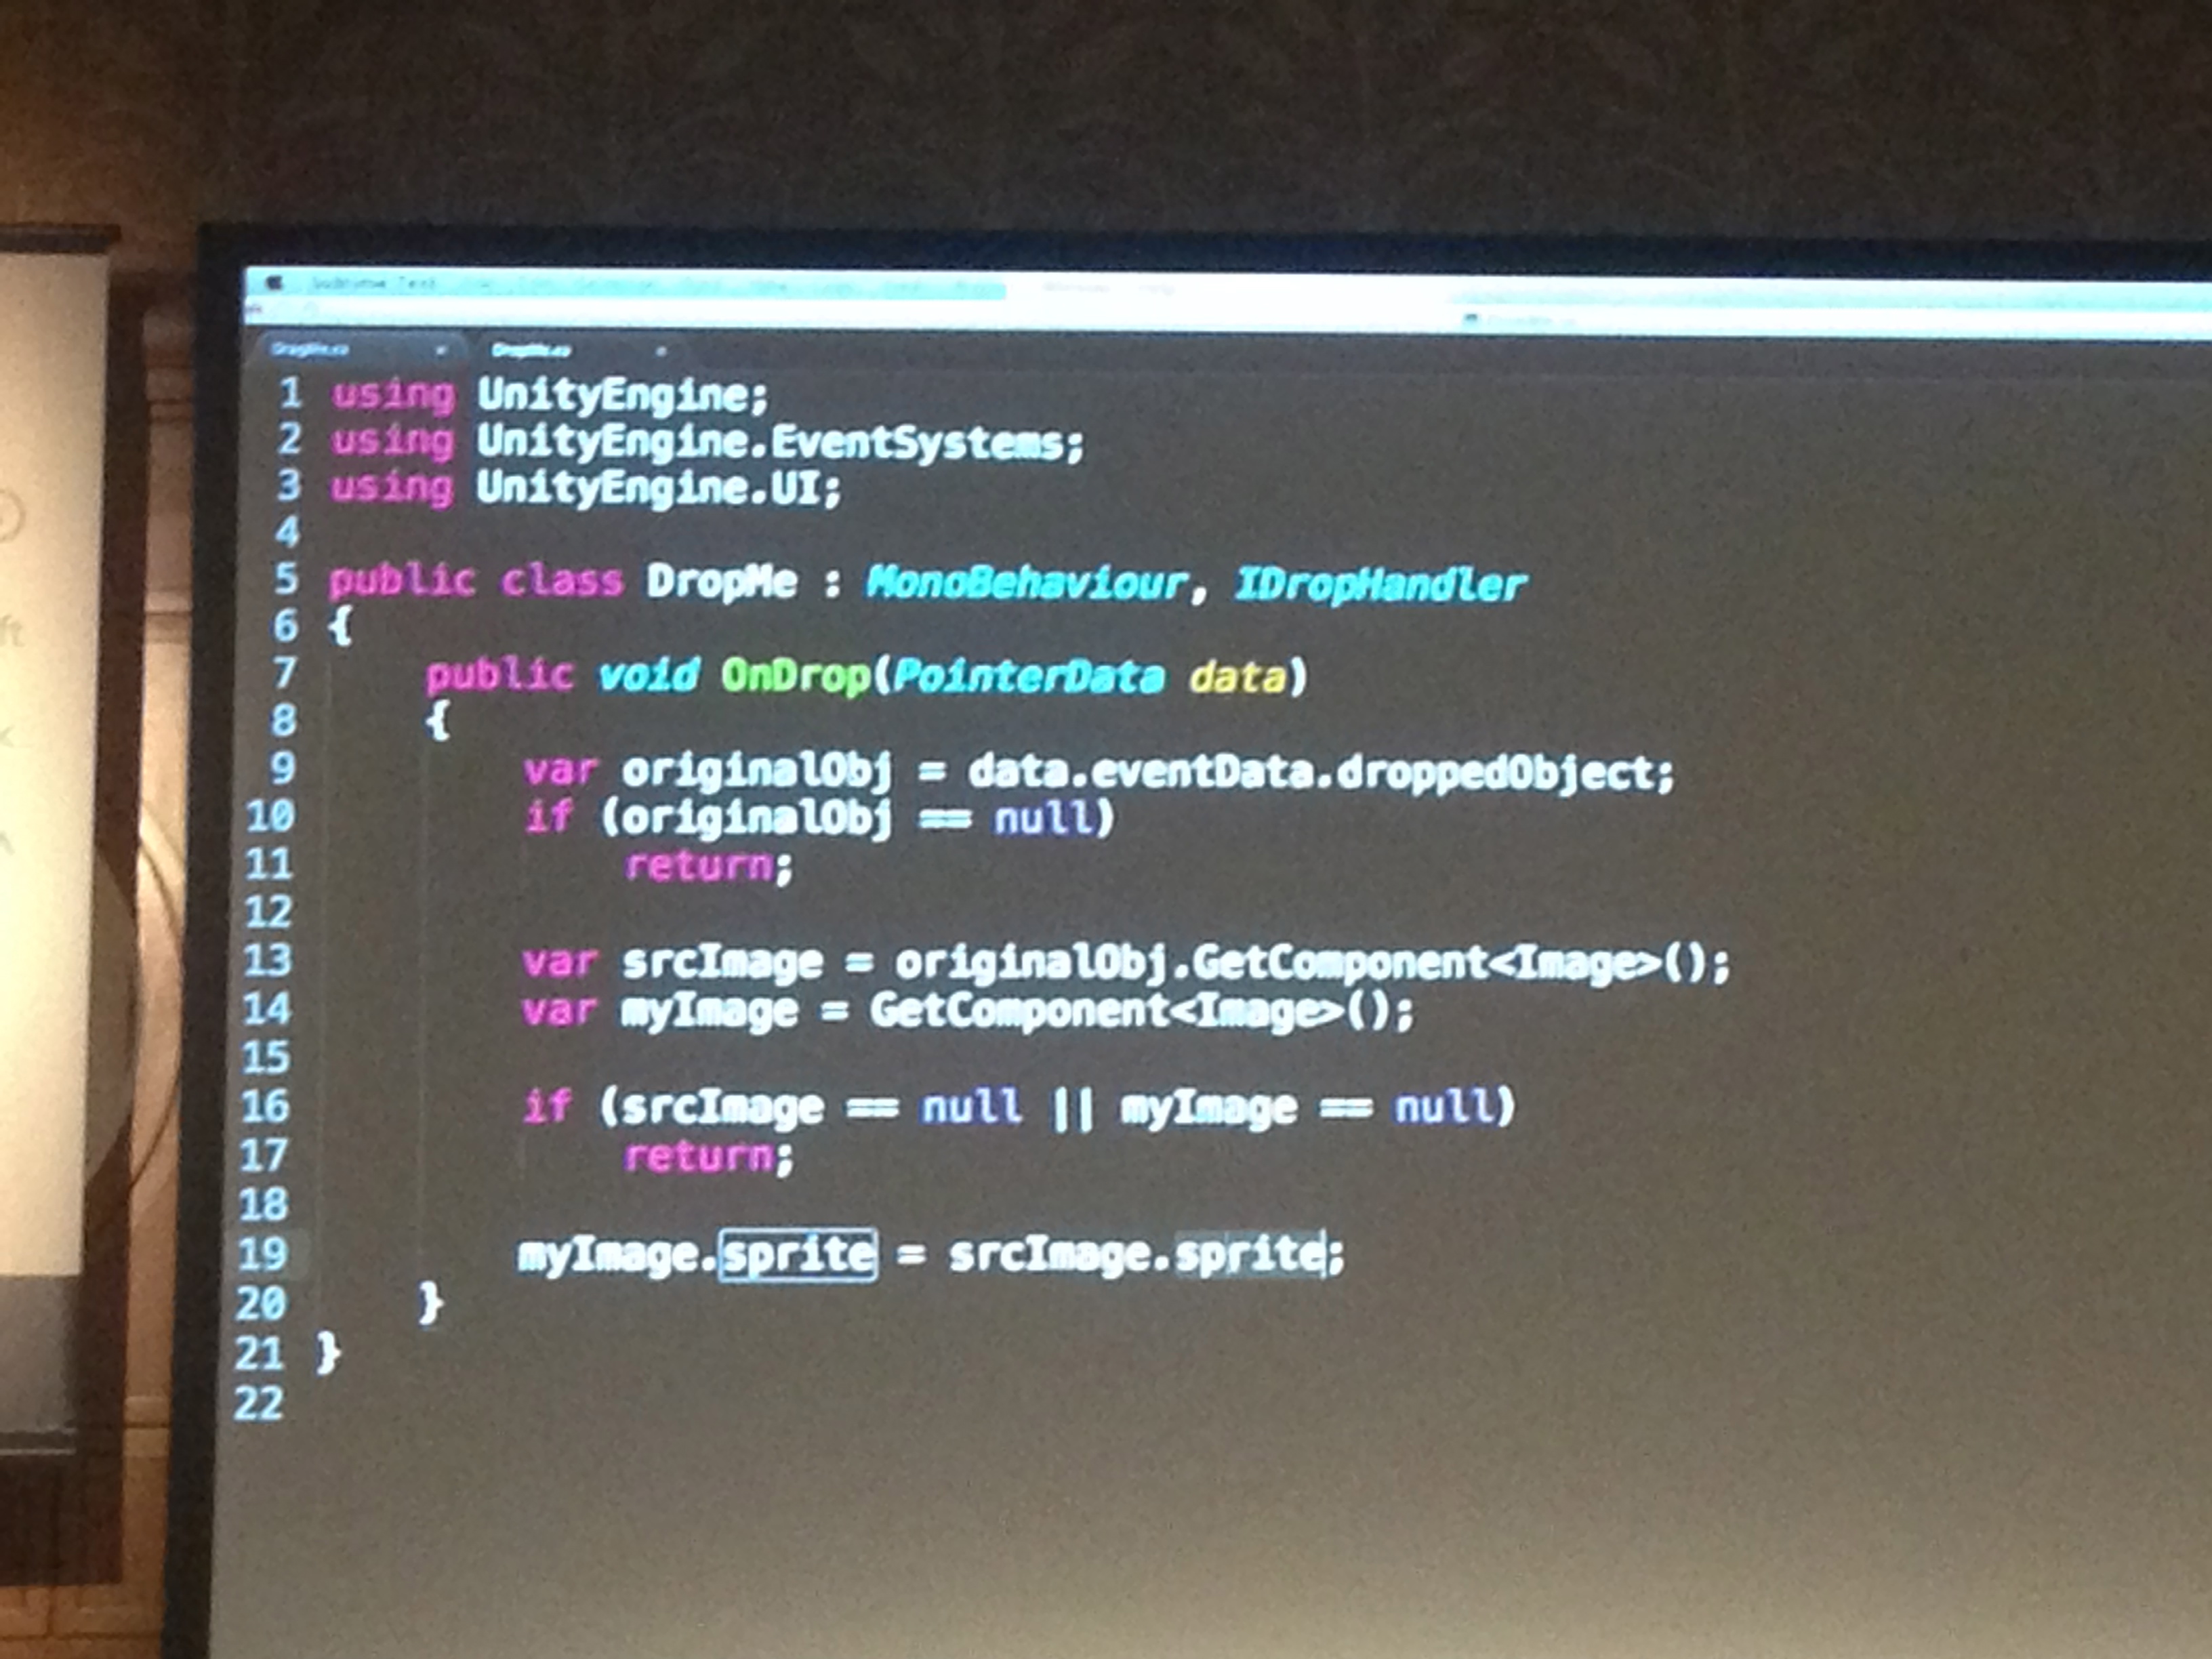 Sublime Text
DragMe.cs
DropMe.cs
1 using UnityEngine;
2 using UnityEngine.EventSystems;
3 using UnityEngine.UI;
4
5 public class DropMe : MonoBehaviour, IDropHandler
6 {
7 public void OnDrop(PointerData data)
8 {
9 var originalObj = data.eventData.droppedObject;
10 if (originalObj == null)
11 return;
12
13 var srcImage = originalObj.GetComponent<Image>();
14 var myImage = GetComponent<Image>();
15
16 if (srcImage == null || myImage == null)
17 return;
18
19 myImage.sprite = srcImage.sprite;
20 }
21 }
22